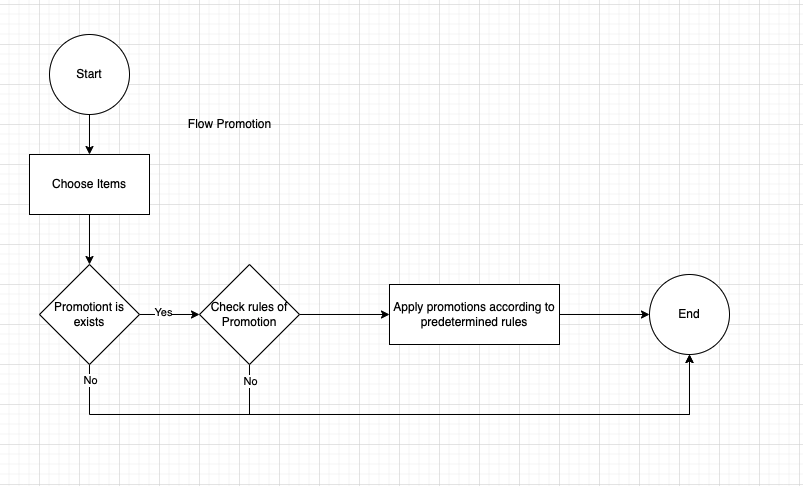 Start
Flow Promotion
Choose Items
Promotiont is
exists
Yes
Check rules of
Promotion
Apply promotions according to
predetermined rules
End
No
No